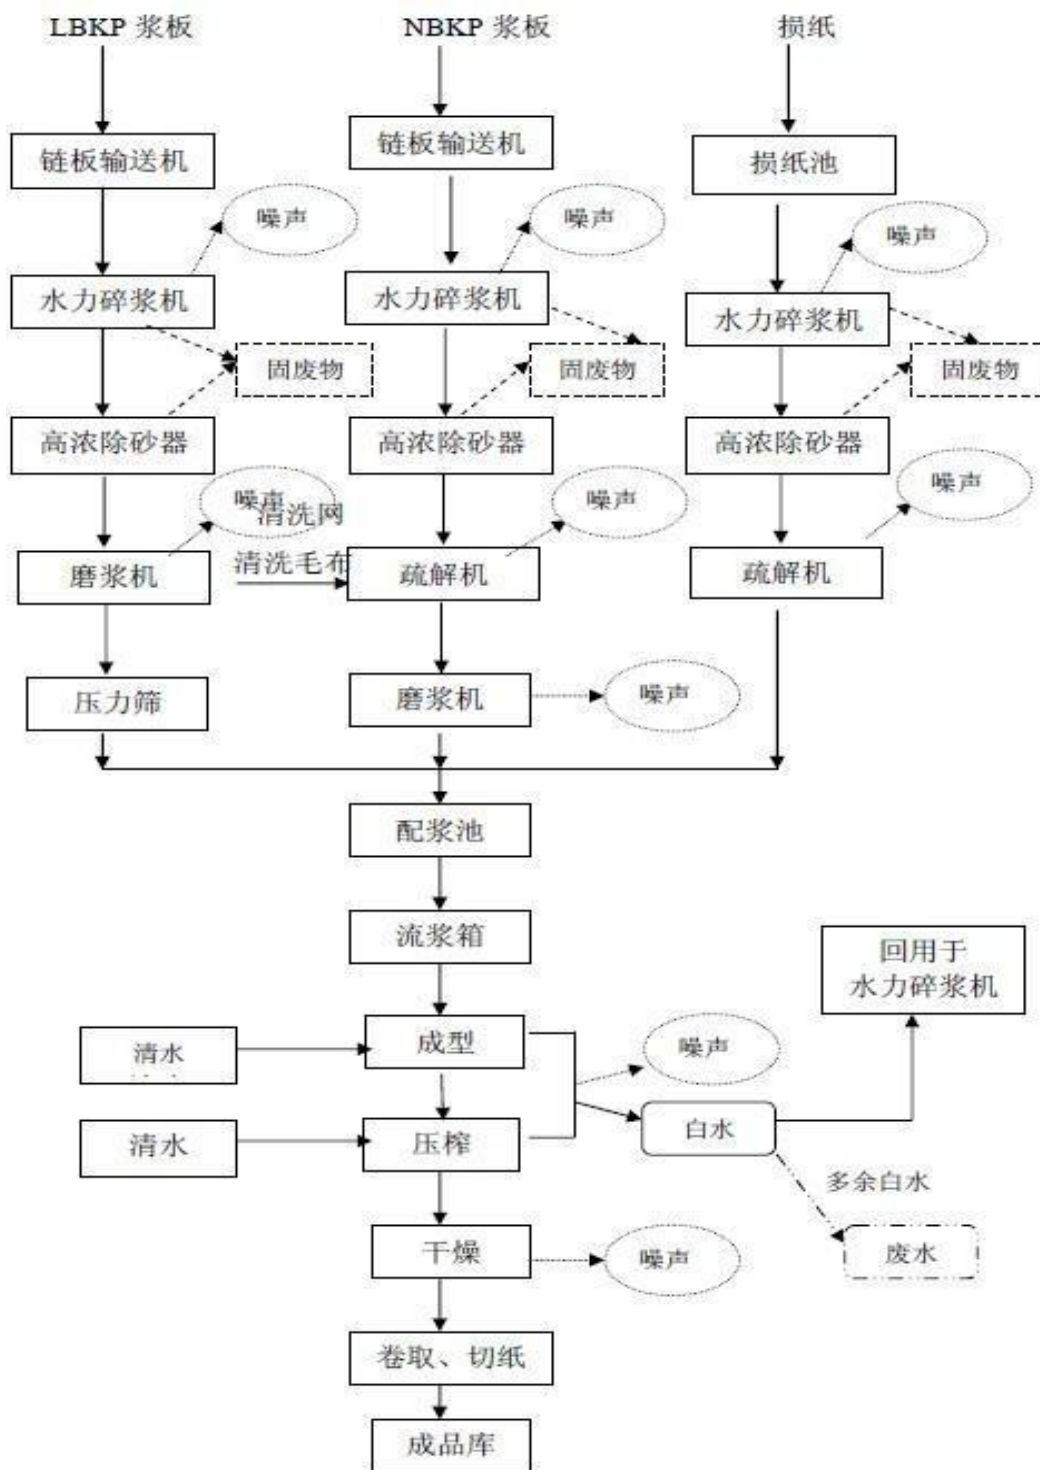 LBKP 浆板
NBKP 浆板
损纸
链板输送机
链板输送机
损纸池
噪声
噪声
噪声
水力碎浆机
水力碎浆机
水力碎浆机
固废物
固废物
固废物
高浓除砂器
高浓除砂器
高浓除砂器
噪声
清洗网
噪声
噪声
磨浆机
清洗毛布
疏解机
疏解机
压力筛
磨浆机
噪声
配浆池
流浆箱
回用于
水力碎浆机
清水
成型
噪声
清水
压榨
白水
多余白水
干燥
噪声
废水
卷取、切纸
成品库